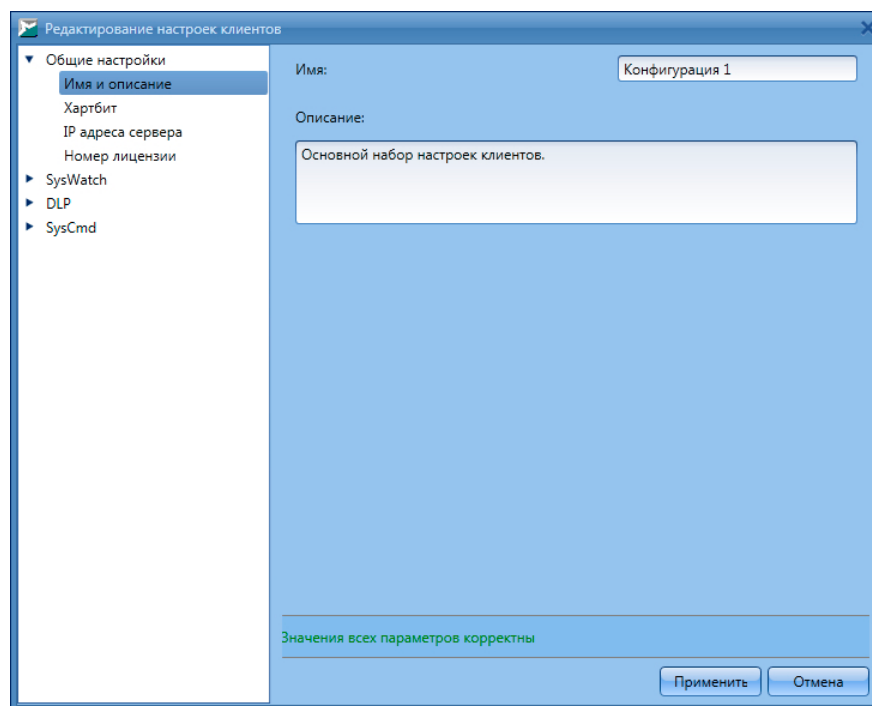 Редактирование настроек клиентов
Общие настройки
Имя и описание
Хартбит
IP адреса сервера
Номер лицензии
SysWatch
DLP
SysCmd
Имя:
Конфигурация 1
Описание:
Основной набор настроек клиентов.
Значения всех параметров корректны
Применить
Отмена